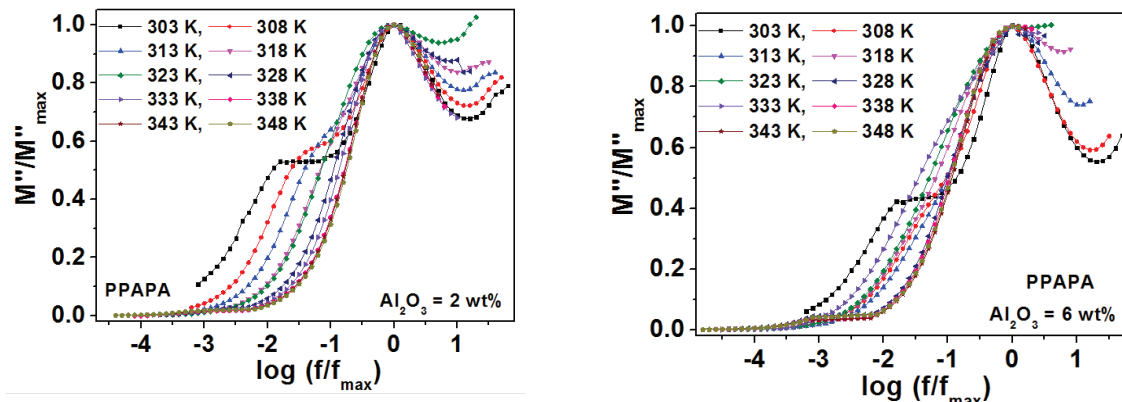 303 K, 308 K
313 K, 318 K
323 K, 328 K
333 K, 338 K
343 K, 348 K
M"/M"max
1.0
0.8
0.6
0.4
0.2
0.0
PPAPA
Al2O3 = 2 wt%
-4 -3 -2 -1 0 1
log (f/fmax)
303 K, 308 K
313 K, 318 K
323 K, 328 K
333 K, 338 K
343 K, 348 K
M"/M"max
1.0
0.8
0.6
0.4
0.2
0.0
PPAPA
Al2O3 = 6 wt%
-4 -3 -2 -1 0 1
log (f/fmax)